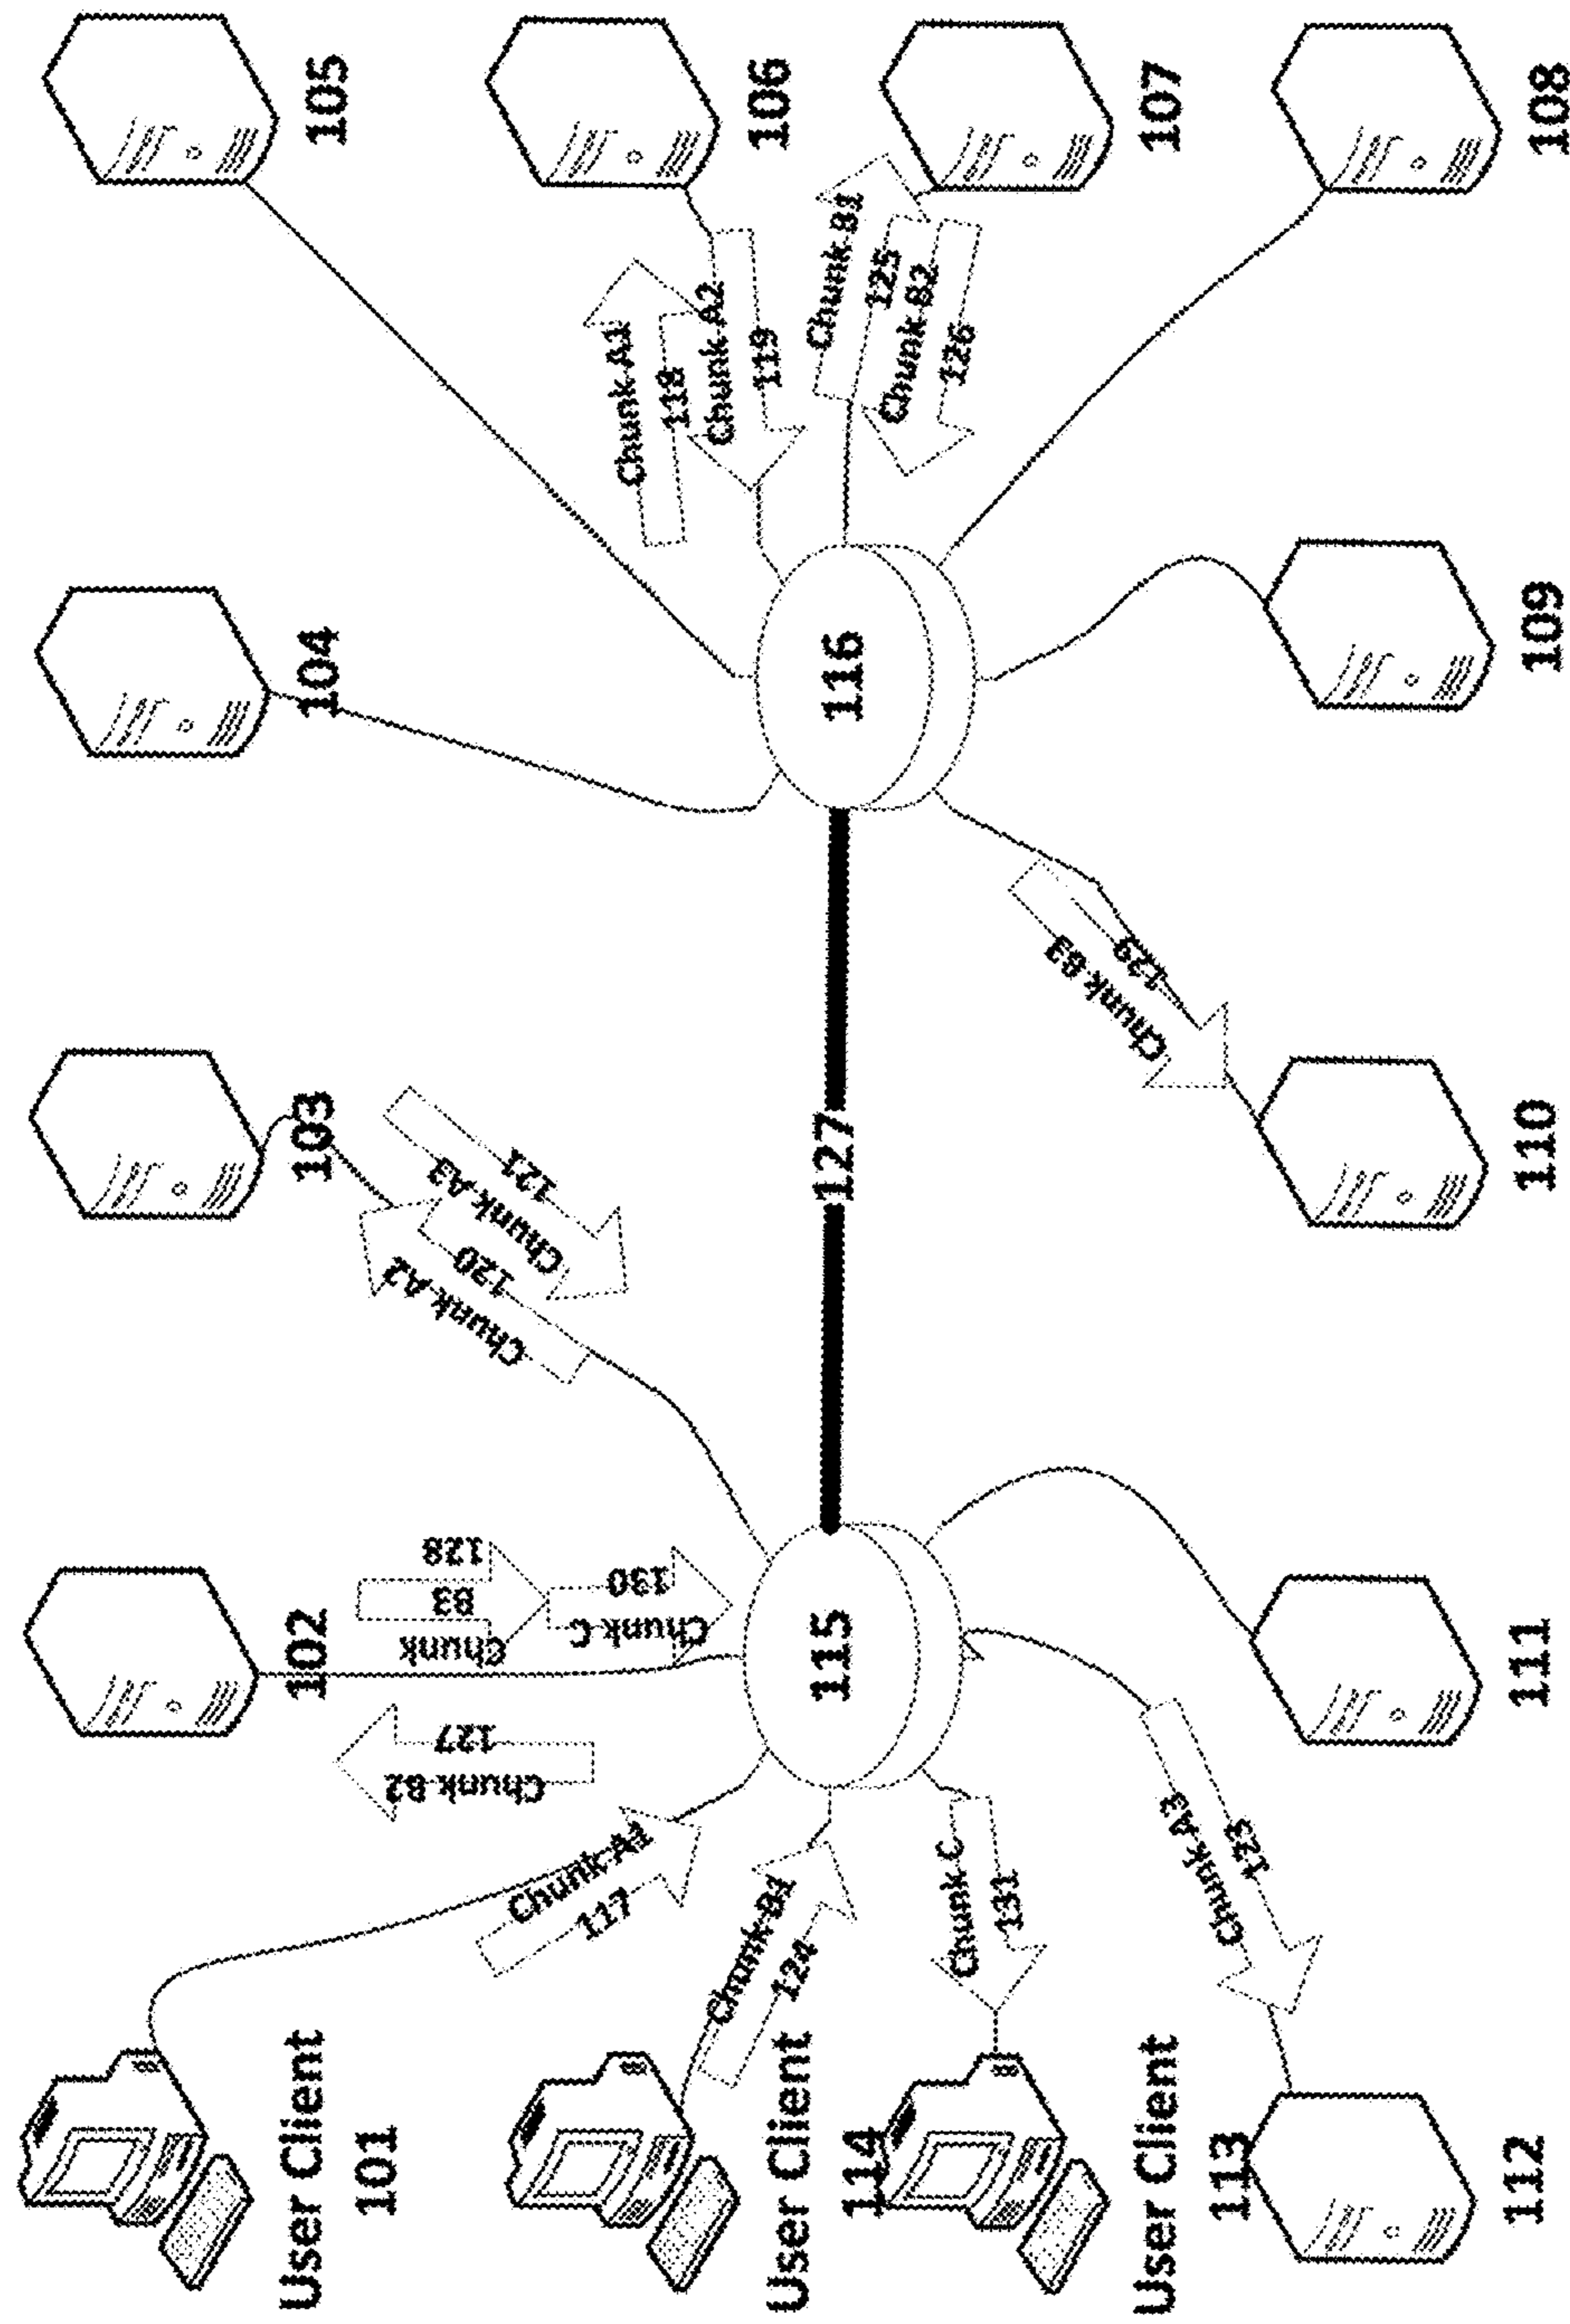 User Client
101
102
103
104
105
Chunk A1
117
Chunk B2
127
Chunk
B3
128
Chunk C
130
Chunk A2
120
Chunk A3
121
Chunk A1
118
Chunk A2
119
106
User Client
114
Chunk B1
124
115
127
116
Chunk B1
125
Chunk B2
126
107
User Client
113
Chunk C
131
Chunk A3
123
Chunk B3
129
112
111
110
109
108